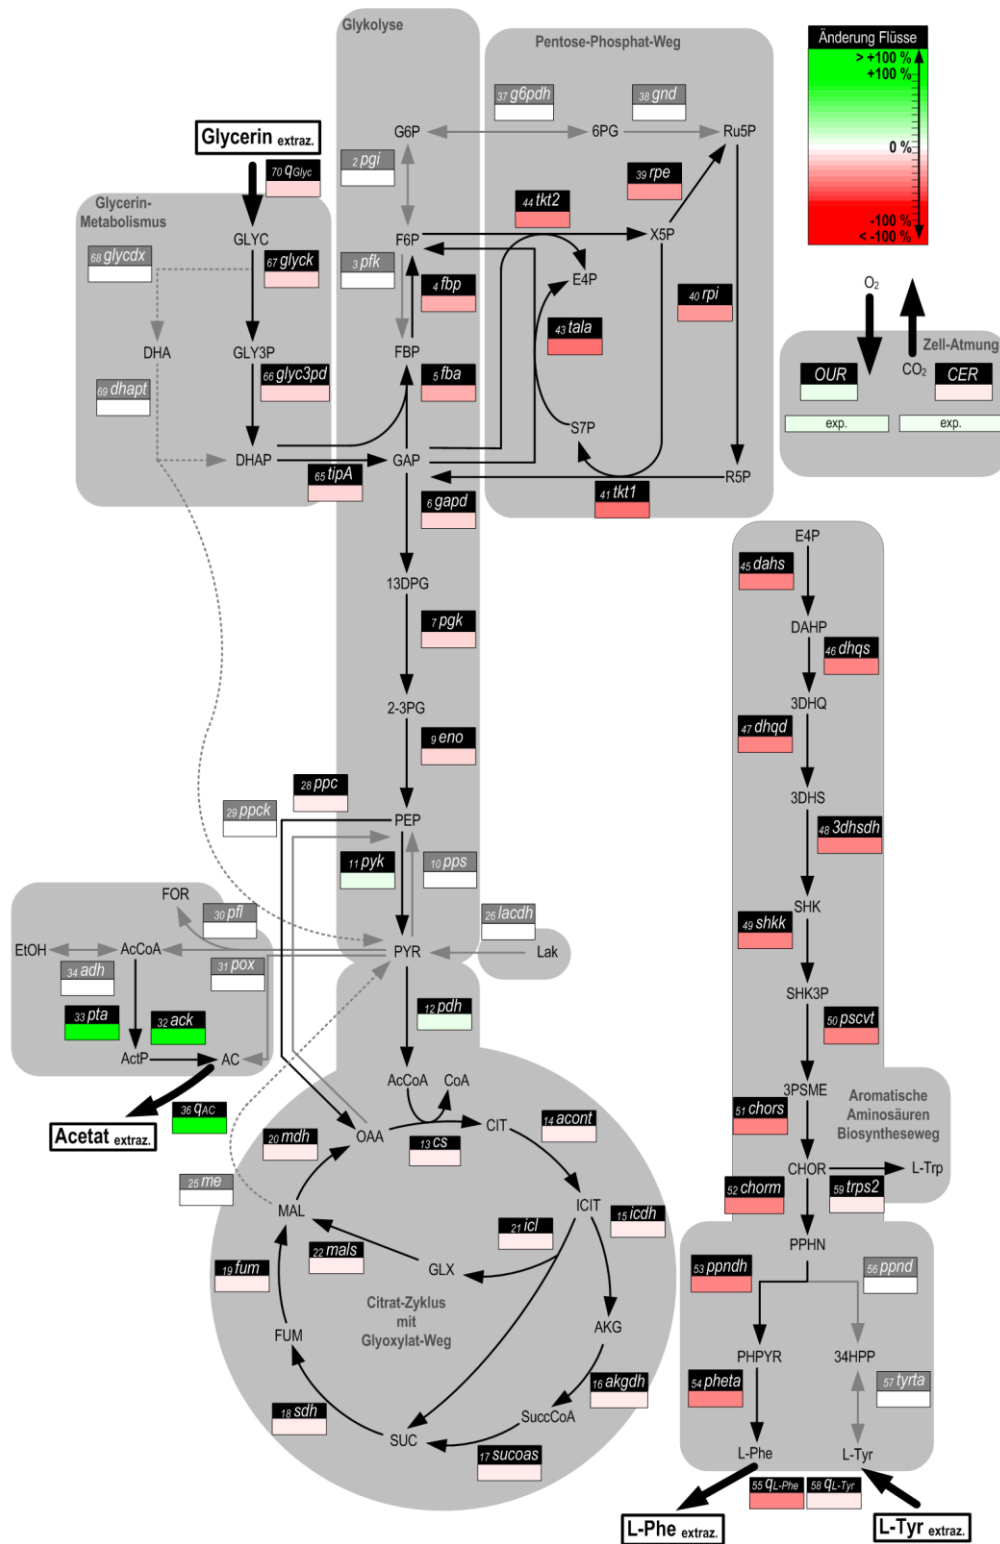 Glykolyse
Pentose-Phosphat-Weg
Änderung Flüsse
> +100 %
+100 %
0 %
-100 %
< -100 %
37 g6pdh
38 gnd
G6P
6PG
Ru5P
Glycerin extraz.
2 pgi
70 qGlyc
39 rpe
Glycerin-
Metabolismus
44 tkt2
GLYC
F6P
X5P
68 glycdx
67 glyck
3 pfk
E4P
4 fbp
40 rpi
O2
43 tala
DHA
GLY3P
FBP
Zell-Atmung
CO2
69 dhapt
66 glyc3pd
5 fba
OUR
CER
exp.
exp.
S7P
DHAP
GAP
65 tipA
R5P
41 tkt1
6 gapd
E4P
45 dahs
13DPG
DAHP
7 pgk
46 dhqs
3DHQ
2-3PG
47 dhqd
9 eno
28 ppc
3DHS
29 ppck
PEP
48 3dhsdh
11 pyk
10 pps
FOR
SHK
30 pfl
26 lacdh
49 shkk
EtOH
AcCoA
PYR
Lak
34 adh
31 pox
SHK3P
12 pdh
33 pta
32 ack
50 pscvt
ActP
AC
AcCoA
CoA
3PSME
Aromatische
Aminosäuren
Biosyntheseweg
36 qAC
51 chors
Acetat extraz.
20 mdh
OAA
CIT
14 acont
13 cs
CHOR
L-Trp
25 me
52 chorm
59 trps2
MAL
ICIT
15 icdh
21 icl
PPHN
22 mals
19 fum
GLX
53 ppndh
56 ppnd
Citrat-Zyklus
mit
Glyoxylat-Weg
FUM
AKG
PHPYR
34HPP
16 akgdh
54 pheta
57 tyrta
18 sdh
SuccCoA
SUC
17 sucoas
L-Phe
L-Tyr
55 qL-Phe
58 qL-Tyr
L-Phe extraz.
L-Tyr extraz.